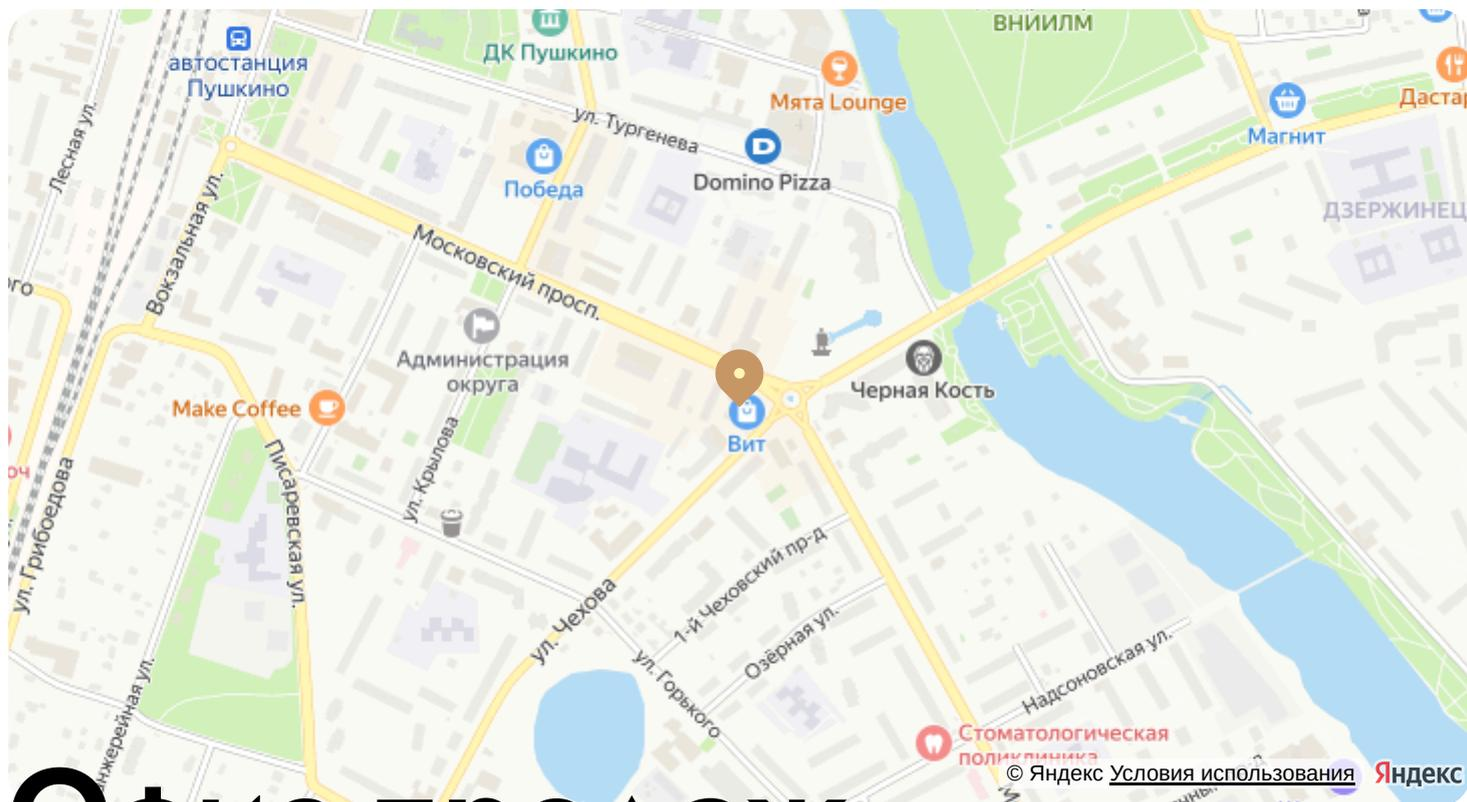 ВНИИЛМ
ДК Пушкино
автостанция
Пушкино
Мята Lounge
Магнит
ул. Тургенева
Лесная ул.
Domino Pizza
Победа
ДЗЕРЖИНЕЦ
Вокзальная ул.
Московский просп.
Администрация
округа
Черная Кость
Make Coffee
Вит
ул. Крылова
Писаревская ул.
ул. Грибоедова
ул. Чехова
1-й Чеховский пр-д
Озёрная ул.
ул. Горького
Надсоновская ул.
Стоматологическая
поликлиника
© Яндекс Условия использования
Яндекс